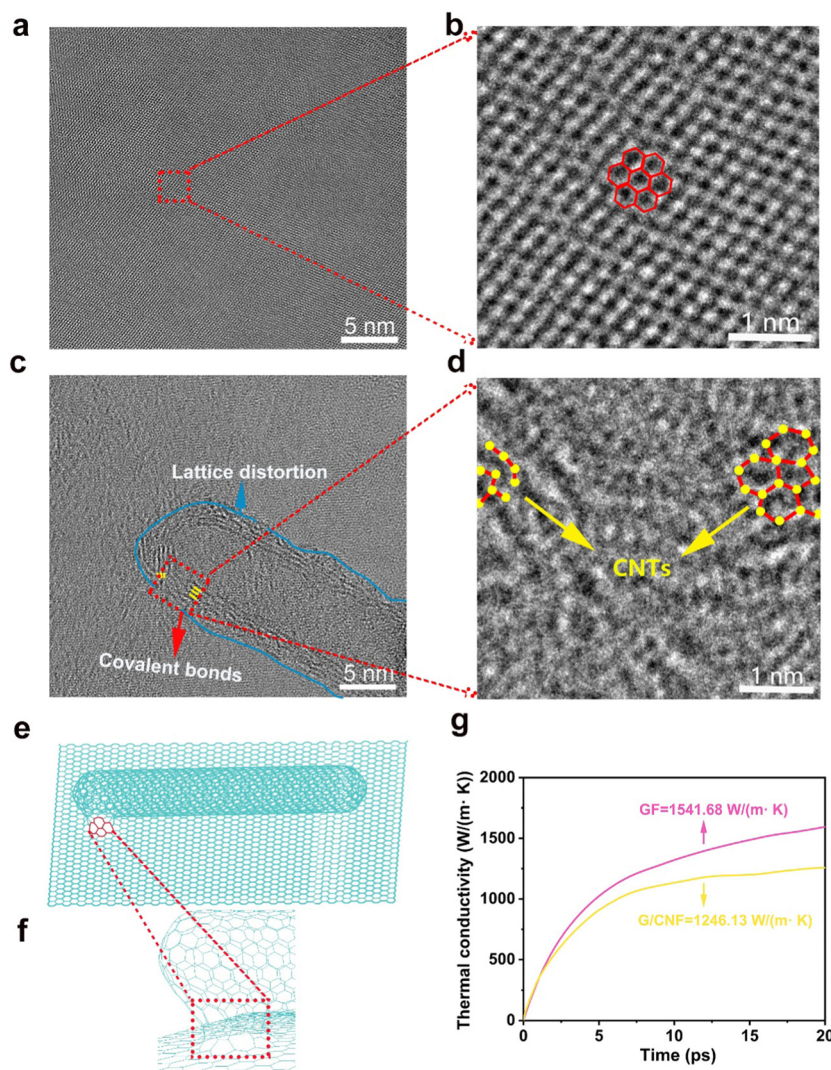 a
5 nm
b
1 nm
c
Lattice distortion
Covalent bonds
5 nm
d
CNTs
1 nm
e
f
g
Thermal conductivity (W/(m· K))
2000
1500
1000
500
0
GF=1541.68 W/(m· K)
G/CNF=1246.13 W/(m· K)
0
5
10
15
20
Time (ps)